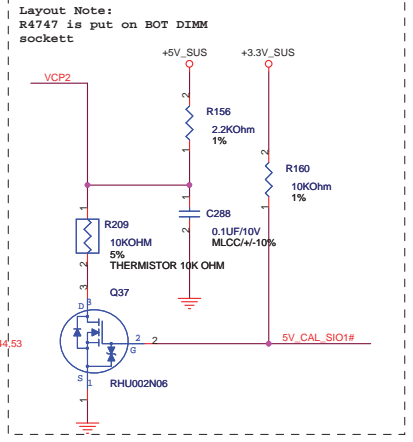 Layout Note:
R4747 is put on BOT DIMM
sockett
+5V_SUS
+3.3V_SUS
VCP2
2
R156
2.2KOhm
1%
1
2
R160
10KOhm
1%
1
1
R209
10KOHM
5%
THERMISTOR 10K OHM
2
1
C288
0.1UF/10V
MLCC/+/-10%
2
3
Q37
D
3
2
2
G
5V_CAL_SIO1#
44,53
S
1
RHU002N06
1